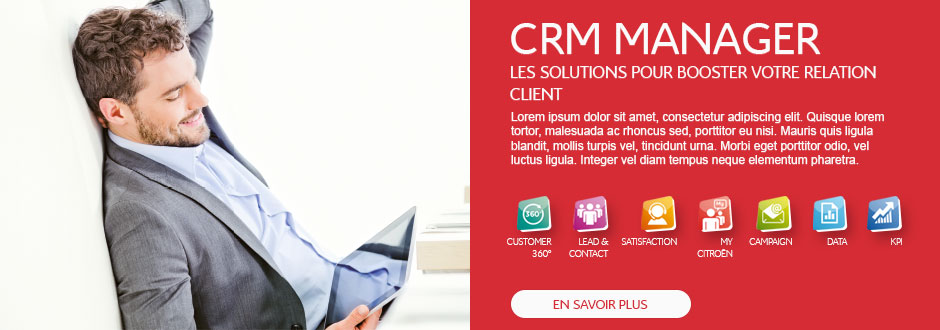 CRM MANAGER
LES SOLUTIONS POUR BOOSTER VOTRE RELATION
CLIENT
Lorem ipsum dolor sit amet, consectetur adipiscing elit. Quisque lorem
tortor, malesuada ac rhoncus sed, porttitor eu nisi. Mauris quis ligula
blandit, mollis turpis vel, tincidunt urna. Morbi eget porttitor odio, vel
luctus ligula. Integer vel diam tempus neque elementum pharetra.
360°
My
CUSTOMER
360°
LEAD &
CONTACT
SATISFACTION
MY
CITROËN
CAMPAIGN
DATA
KPI
EN SAVOIR PLUS